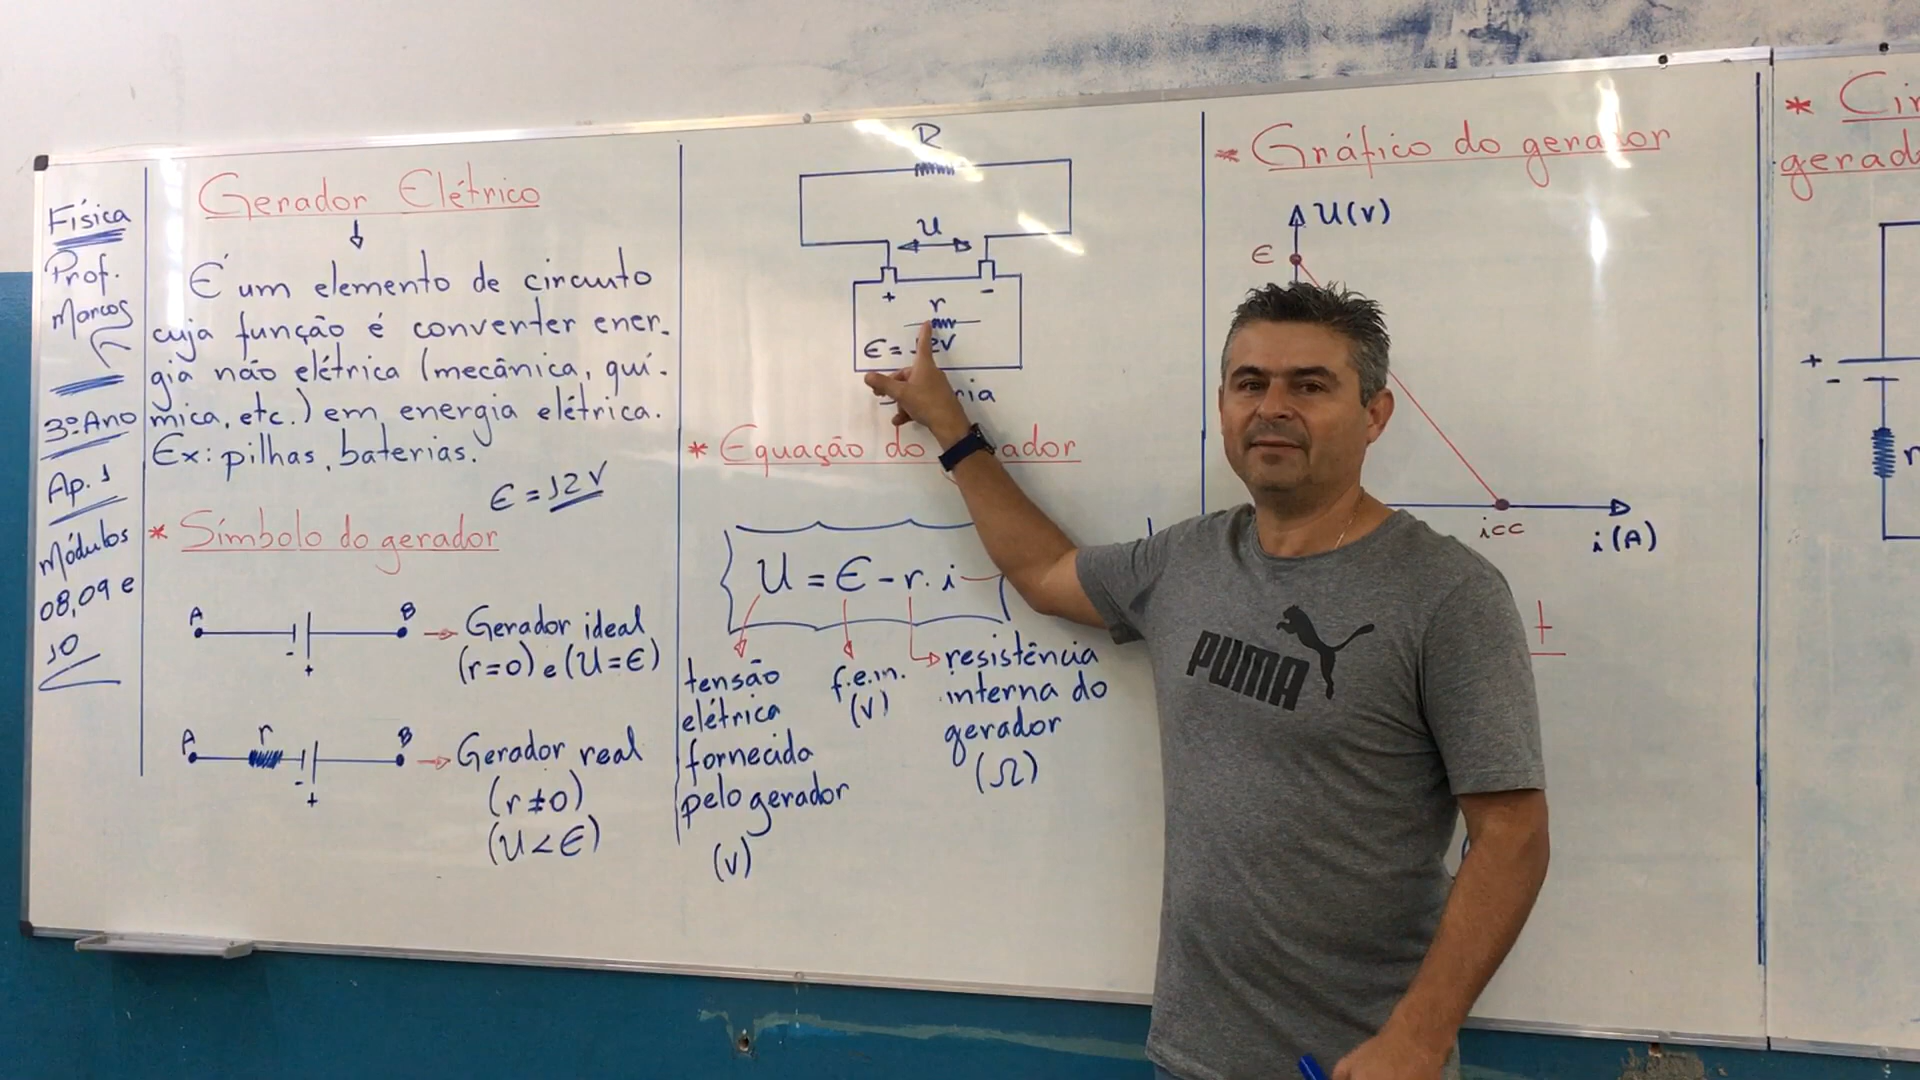 Física
Prof.
Marcos
3º Ano
Ap. 1
Módulos
08, 09 e
10
Gerador Elétrico
É um elemento de circuito
cuja função é converter ener-
gia não elétrica (mecânica, quí-
mica, etc.) em energia elétrica.
Ex: pilhas, baterias.
Є = 12V
* Símbolo do gerador
A
B
- +
Gerador ideal
(r=0) e (U=Є)
A
r
B
- +
Gerador real
(r≠0)
(U<Є)
R
U
+ -
r
Є = 12V
* Equação do
U = Є - r. i
tensão
elétrica
fornecida
pelo gerador
(V)
f.e.m.
(V)
resistência
interna do
gerador
(Ω)
* Gráfico do gerador
U(V)
Є
icc
i(A)
PUMA
*
gerad
+
-
r